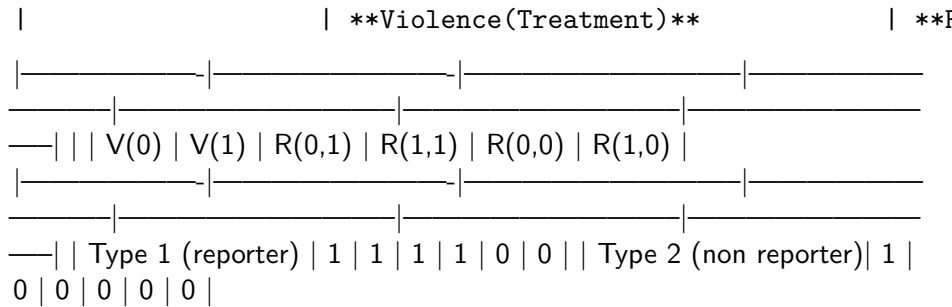 | | **Violence(Treatment)** | **
|——————-|————————-|——————————|——————
———–|——————————|——————————|—————————
—–| | | V(0) | V(1) | R(0,1) | R(1,1) | R(0,0) | R(1,0) |
|——————-|————————-|——————————|——————
———–|——————————|——————————|—————————
—–| | Type 1 (reporter) | 1 | 1 | 1 | 1 | 0 | 0 | | Type 2 (non reporter)| 1 |
0 | 0 | 0 | 0 | 0 |